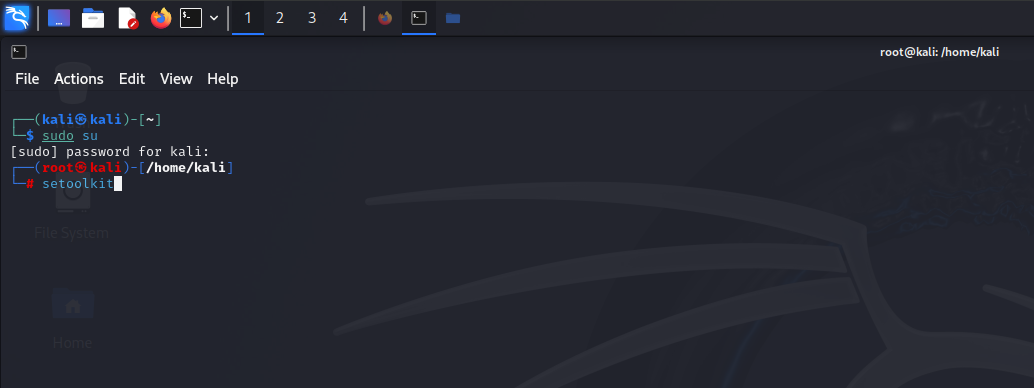 1 2 3 4
root@kali: /home/kali
File Actions Edit View Help
┌──(kali㉿kali)-[~]
└─$ sudo su
[sudo] password for kali:
┌──(root㉿kali)-[/home/kali]
└─# setoolkit
File System
Home